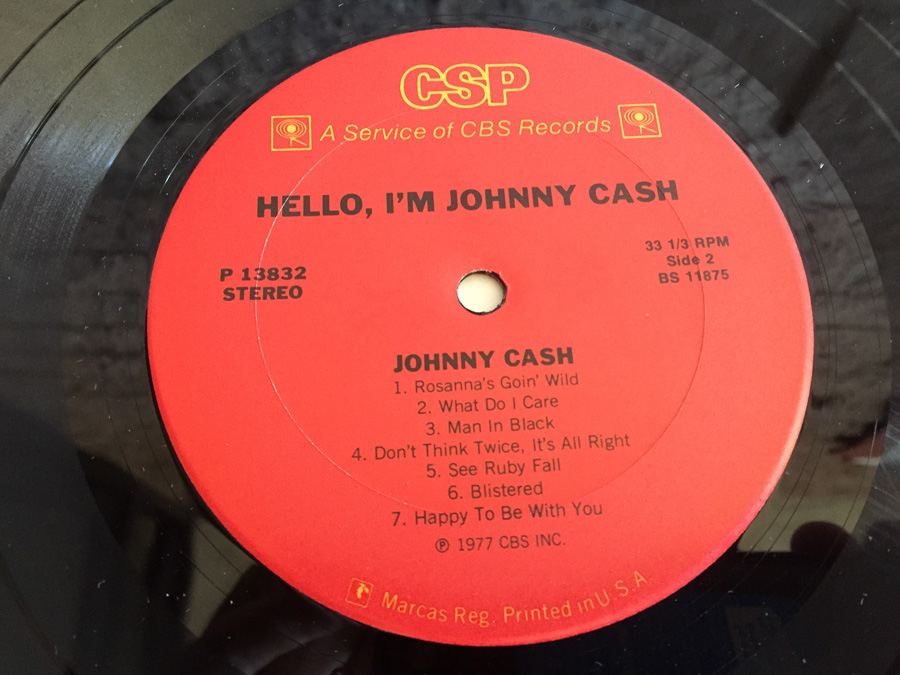 CSP
A Service of CBS Records
HELLO, I'M JOHNNY CASH
P 13832
STEREO
33 1/3 RPM
Side 2
BS 11875
JOHNNY CASH
1. Rosanna's Goin' Wild
2. What Do I Care
3. Man In Black
4. Don't Think Twice, It's All Right
5. See Ruby Fall
6. Blistered
7. Happy To Be With You
℗ 1977 CBS INC.
Marcas Reg. Printed in U.S.A.